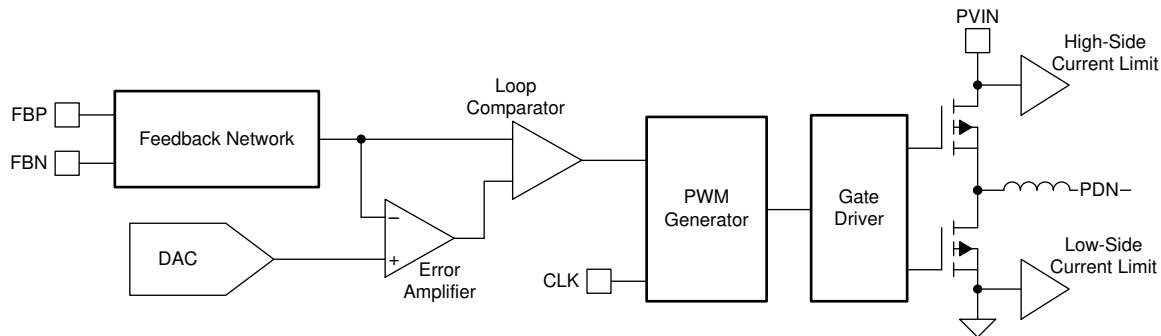 PVIN
High-Side
Current Limit
Loop
Comparator
FBP
FBN
Feedback Network
PWM
Generator
Gate
Driver
PDN
DAC
−
+
Error
Amplifier
CLK
Low-Side
Current Limit